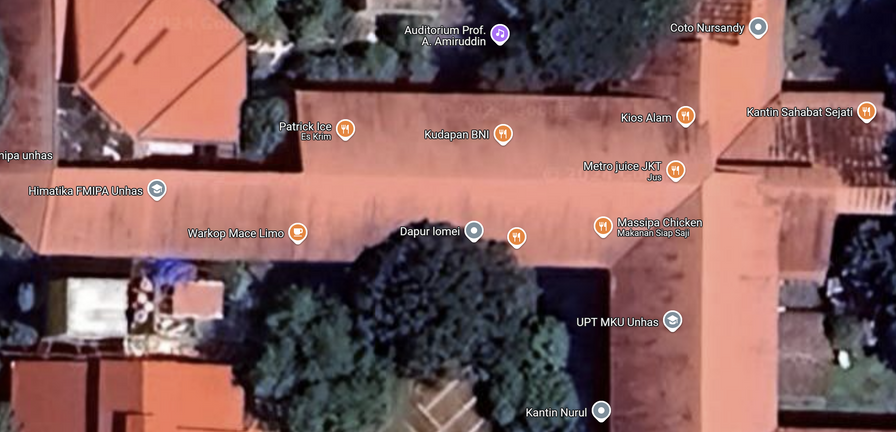 Auditorium Prof.
A. Amiruddin
Coto Nursandy
Patrick Ice
Es Krim
Kudapan BNI
Kios Alam
Kantin Sahabat Sejati
nipa unhas
Himatika FMIPA Unhas
Metro juice JKT
Jus
Warkop Mace Limo
Dapur lomei
Massipa Chicken
Makanan Siap Saji
UPT MKU Unhas
Kantin Nurul